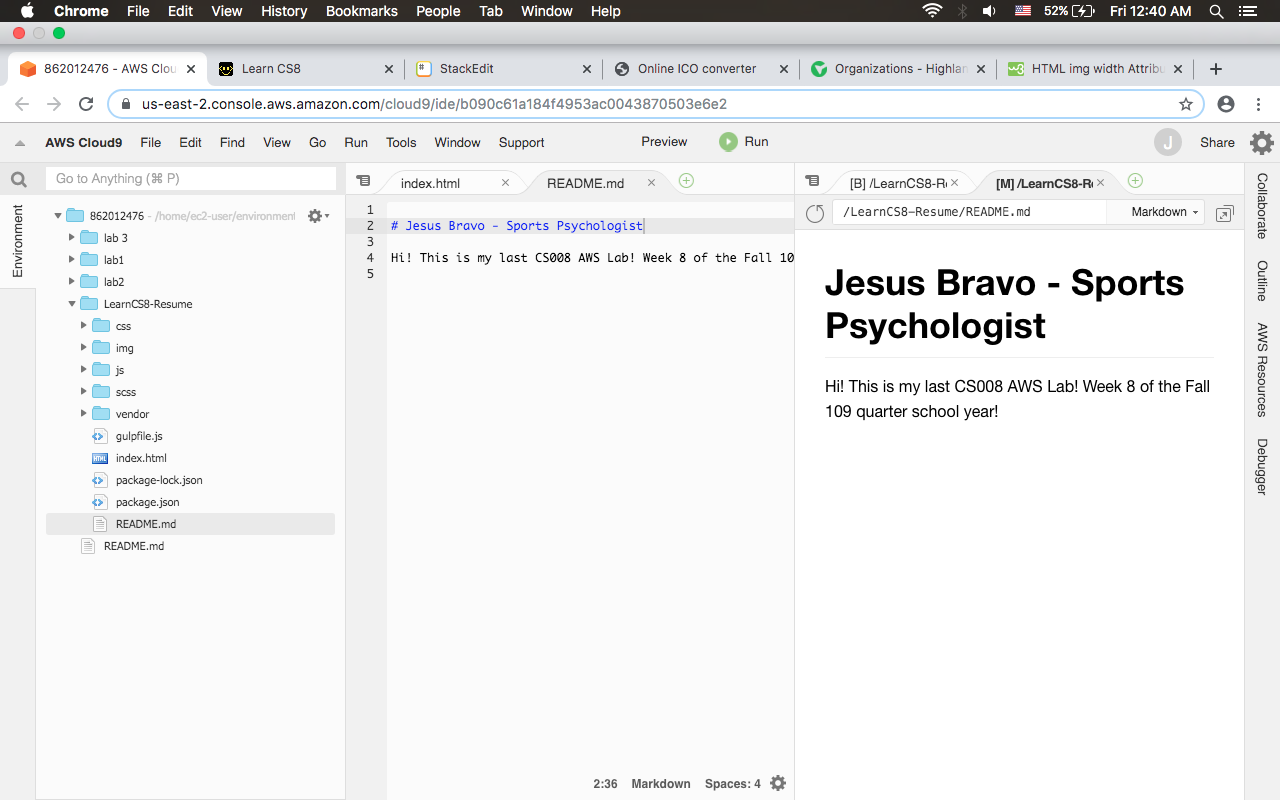 Chrome File Edit View History Bookmarks People Tab Window Help 52% Fri 12:40 AM
862012476 - AWS Clou Learn CS8 StackEdit Online ICO converter Organizations - Highlan HTML img width Attribu
us-east-2.console.aws.amazon.com/cloud9/ide/b090c61a184f4953ac0043870503e6e2
AWS Cloud9 File Edit Find View Go Run Tools Window Support Preview Run J Share
Go to Anything (⌘ P)
index.html README.md [B] /LearnCS8-Re [M] /LearnCS8-Re
/LearnCS8-Resume/README.md Markdown
Environment
862012476 - /home/ec2-user/environment
lab 3
lab1
lab2
LearnCS8-Resume
css
img
js
scss
vendor
gulpfile.js
index.html
package-lock.json
package.json
README.md
README.md
1
2 # Jesus Bravo - Sports Psychologist
3
4 Hi! This is my last CS008 AWS Lab! Week 8 of the Fall 10
5
2:36 Markdown Spaces: 4
Jesus Bravo - Sports
Psychologist
Hi! This is my last CS008 AWS Lab! Week 8 of the Fall
109 quarter school year!
Collaborate
Outline
AWS Resources
Debugger